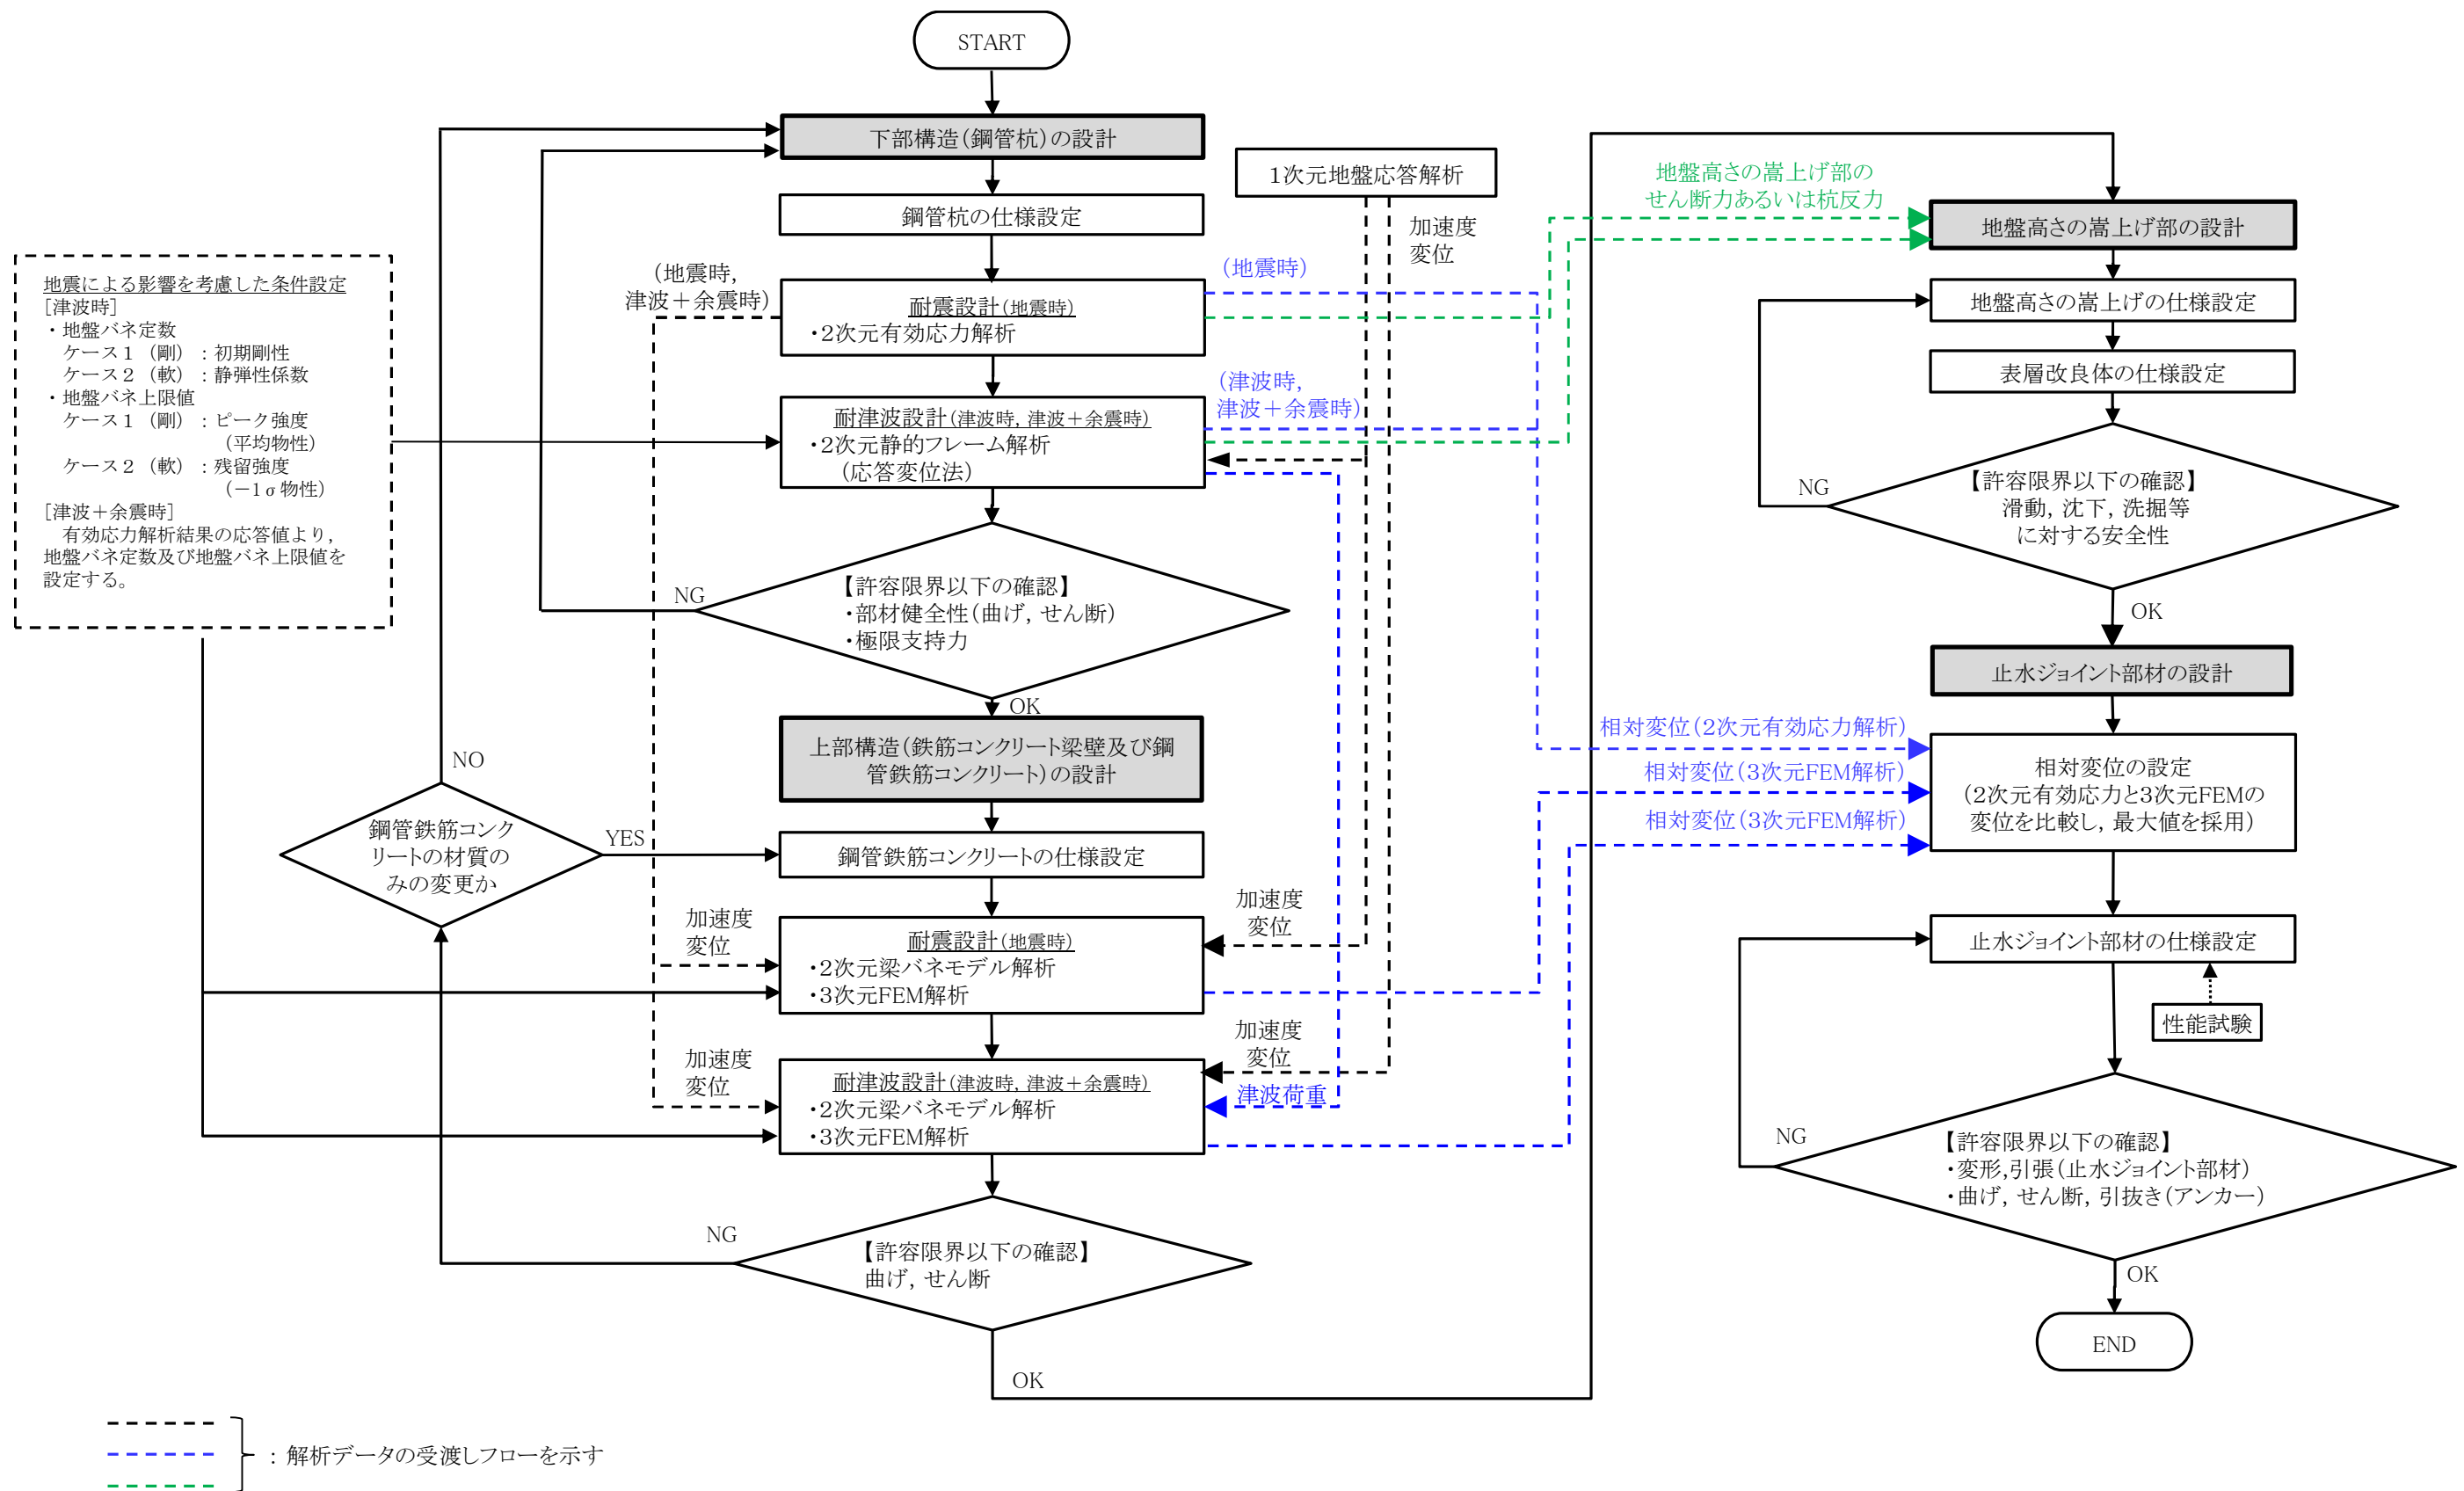 START
下部構造(鋼管杭)の設計
鋼管杭の仕様設定
1次元地盤応答解析
加速度
変位
(地震時,
津波+余震時)
耐震設計(地震時)
・2次元有効応力解析
(地震時)
耐津波設計(津波時, 津波+余震時)
・2次元静的フレーム解析
(応答変位法)
(津波時,
津波+余震時)
地震による影響を考慮した条件設定
[津波時]
・地盤バネ定数
ケース1 (剛) : 初期剛性
ケース2 (軟) : 静弾性係数
・地盤バネ上限値
ケース1 (剛) : ピーク強度
(平均物性)
ケース2 (軟) : 残留強度
(-1σ物性)
[津波+余震時]
有効応力解析結果の応答値より,
地盤バネ定数及び地盤バネ上限値を
設定する。
NG
【許容限界以下の確認】
・部材健全性(曲げ, せん断)
・極限支持力
OK
上部構造(鉄筋コンクリート梁壁及び鋼
管鉄筋コンクリート)の設計
NO
鋼管鉄筋コンク
リートの材質の
みの変更か
YES
鋼管鉄筋コンクリートの仕様設定
加速度
変位
耐震設計(地震時)
・2次元梁バネモデル解析
・3次元FEM解析
加速度
変位
加速度
変位
耐津波設計(津波時, 津波+余震時)
・2次元梁バネモデル解析
・3次元FEM解析
加速度
変位
津波荷重
NG
【許容限界以下の確認】
曲げ, せん断
OK
地盤高さの嵩上げ部の
せん断力あるいは杭反力
地盤高さの嵩上げ部の設計
地盤高さの嵩上げの仕様設定
表層改良体の仕様設定
NG
【許容限界以下の確認】
滑動, 沈下, 洗掘等
に対する安全性
OK
止水ジョイント部材の設計
相対変位(2次元有効応力解析)
相対変位(3次元FEM解析)
相対変位(3次元FEM解析)
相対変位の設定
(2次元有効応力と3次元FEMの
変位を比較し, 最大値を採用)
止水ジョイント部材の仕様設定
性能試験
NG
【許容限界以下の確認】
・変形,引張(止水ジョイント部材)
・曲げ, せん断, 引抜き(アンカー)
OK
END
: 解析データの受渡しフローを示す